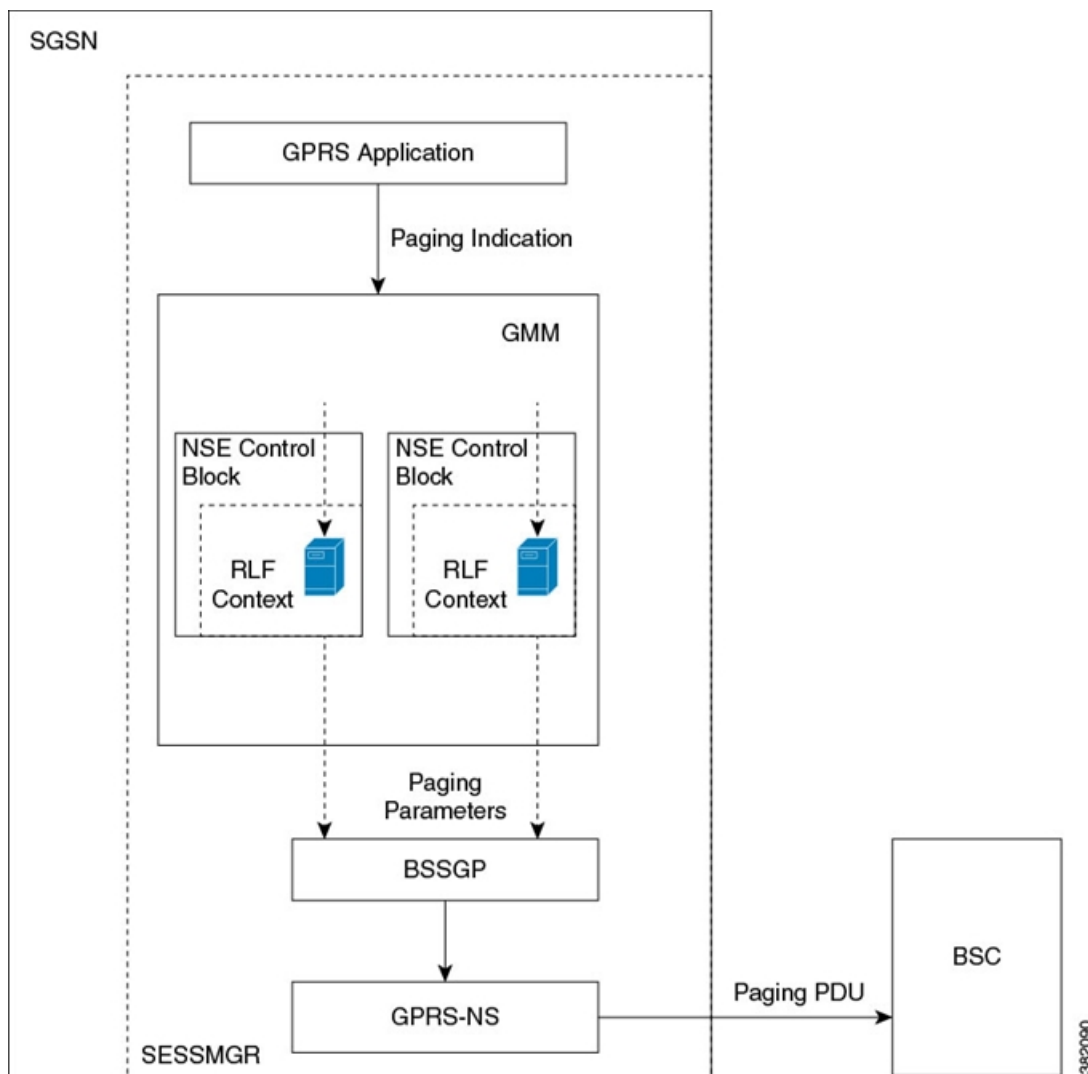 SGSN
GPRS Application
Paging Indication
GMM
NSE Control
Block
RLF
Context
NSE Control
Block
RLF
Context
Paging
Parameters
BSSGP
GPRS-NS
SESSMGR
Paging PDU
BSC
382090